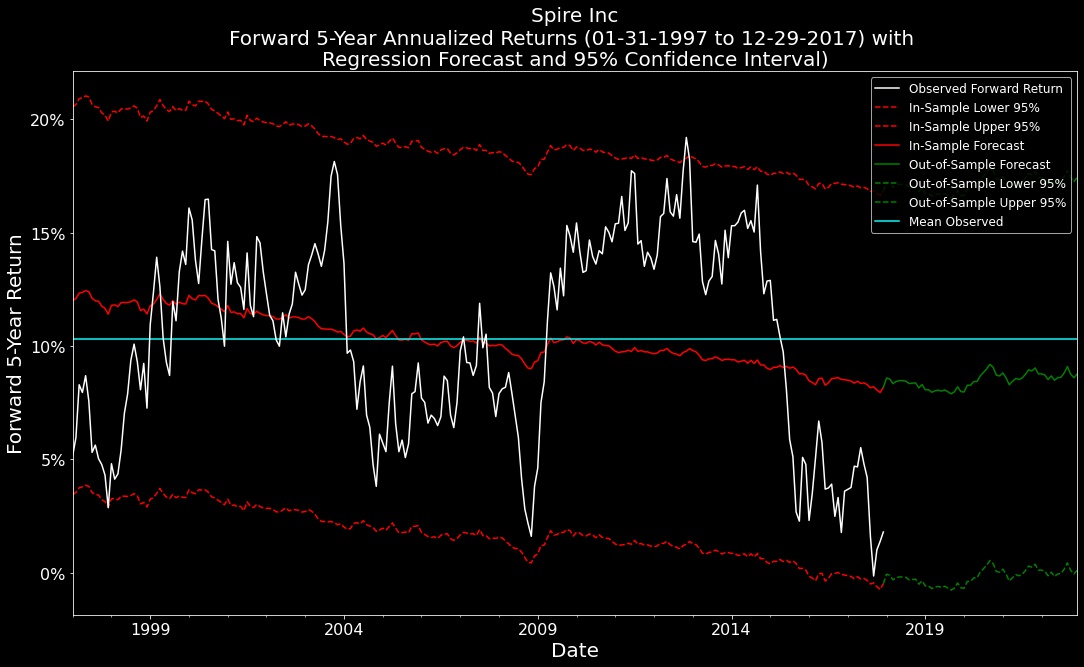 Spire Inc
Forward 5-Year Annualized Returns (01-31-1997 to 12-29-2017) with
Regression Forecast and 95% Confidence Interval)
Observed Forward Return
In-Sample Lower 95%
In-Sample Upper 95%
In-Sample Forecast
Out-of-Sample Forecast
Out-of-Sample Lower 95%
Out-of-Sample Upper 95%
Mean Observed
Forward 5-Year Return
20%
15%
10%
5%
0%
1999
2004
2009
2014
2019
Date